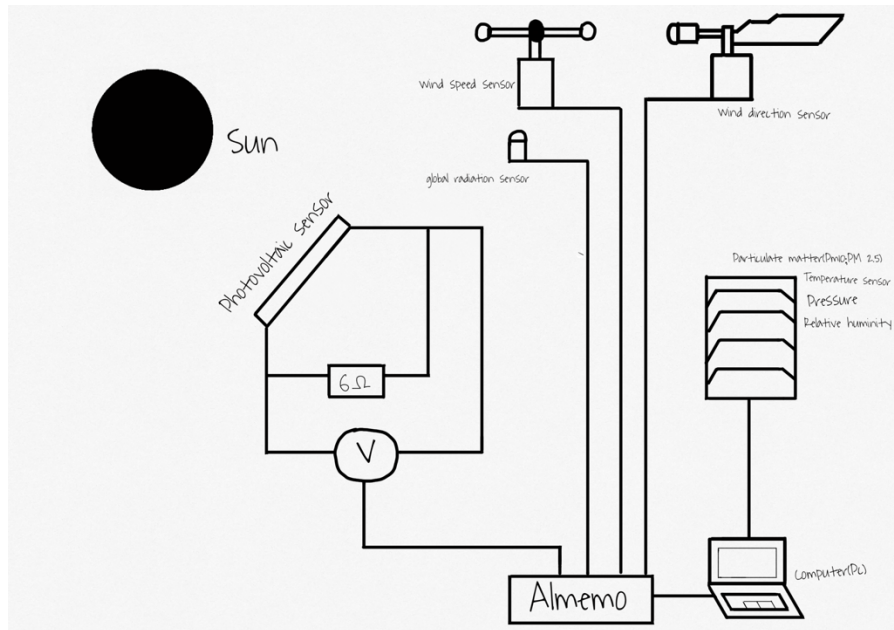 Wind speed sensor
Wind direction sensor
Sun
global radiation sensor
Photovoltaic sensor
Particulate matter(Pm10,PM 2.5)
Temperature sensor
Pressure
Relative huminity
6Ω
V
Almemo
Computer(PC)